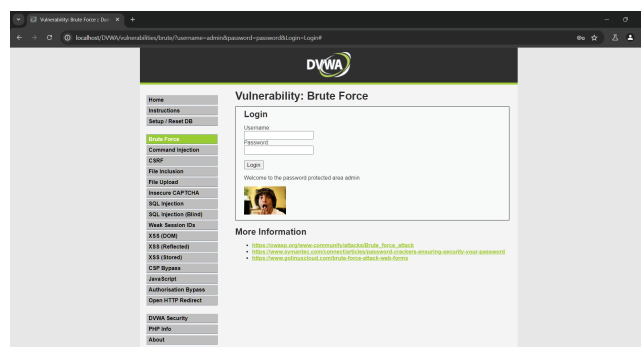 Vulnerability: Brute Force :: Dam
localhost/DVWA/vulnerabilities/brute/?username=admin&password=password&Login=Login#
DVWA
Home
Instructions
Setup / Reset DB
Brute Force
Command Injection
CSRF
File Inclusion
File Upload
Insecure CAPTCHA
SQL Injection
SQL Injection (Blind)
Weak Session IDs
XSS (DOM)
XSS (Reflected)
XSS (Stored)
CSP Bypass
JavaScript
Authorisation Bypass
Open HTTP Redirect
DVWA Security
PHP Info
About
Vulnerability: Brute Force
Login
Username:
Password:
Login
Welcome to the password protected area admin
More Information
https://owasp.org/www-community/attacks/Brute_force_attack
https://www.symantec.com/connect/articles/password-crackers-ensuring-security-your-password
https://www.golinuxcloud.com/brute-force-attack-web-forms